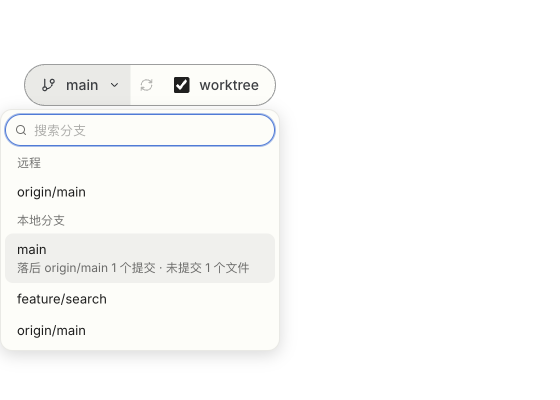 main worktree
搜索分支
远程
origin/main
本地分支
main
落后 origin/main 1 个提交 · 未提交 1 个文件
feature/search
origin/main